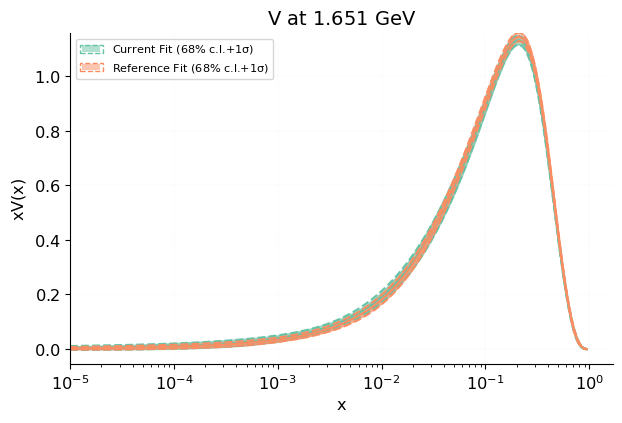 V at 1.651 GeV
Current Fit (68% c.l.+1σ)
Reference Fit (68% c.l.+1σ)
xV(x)
1.0
0.8
0.6
0.4
0.2
0.0
10⁻⁵ 10⁻⁴ 10⁻³ 10⁻² 10⁻¹ 10⁰
x